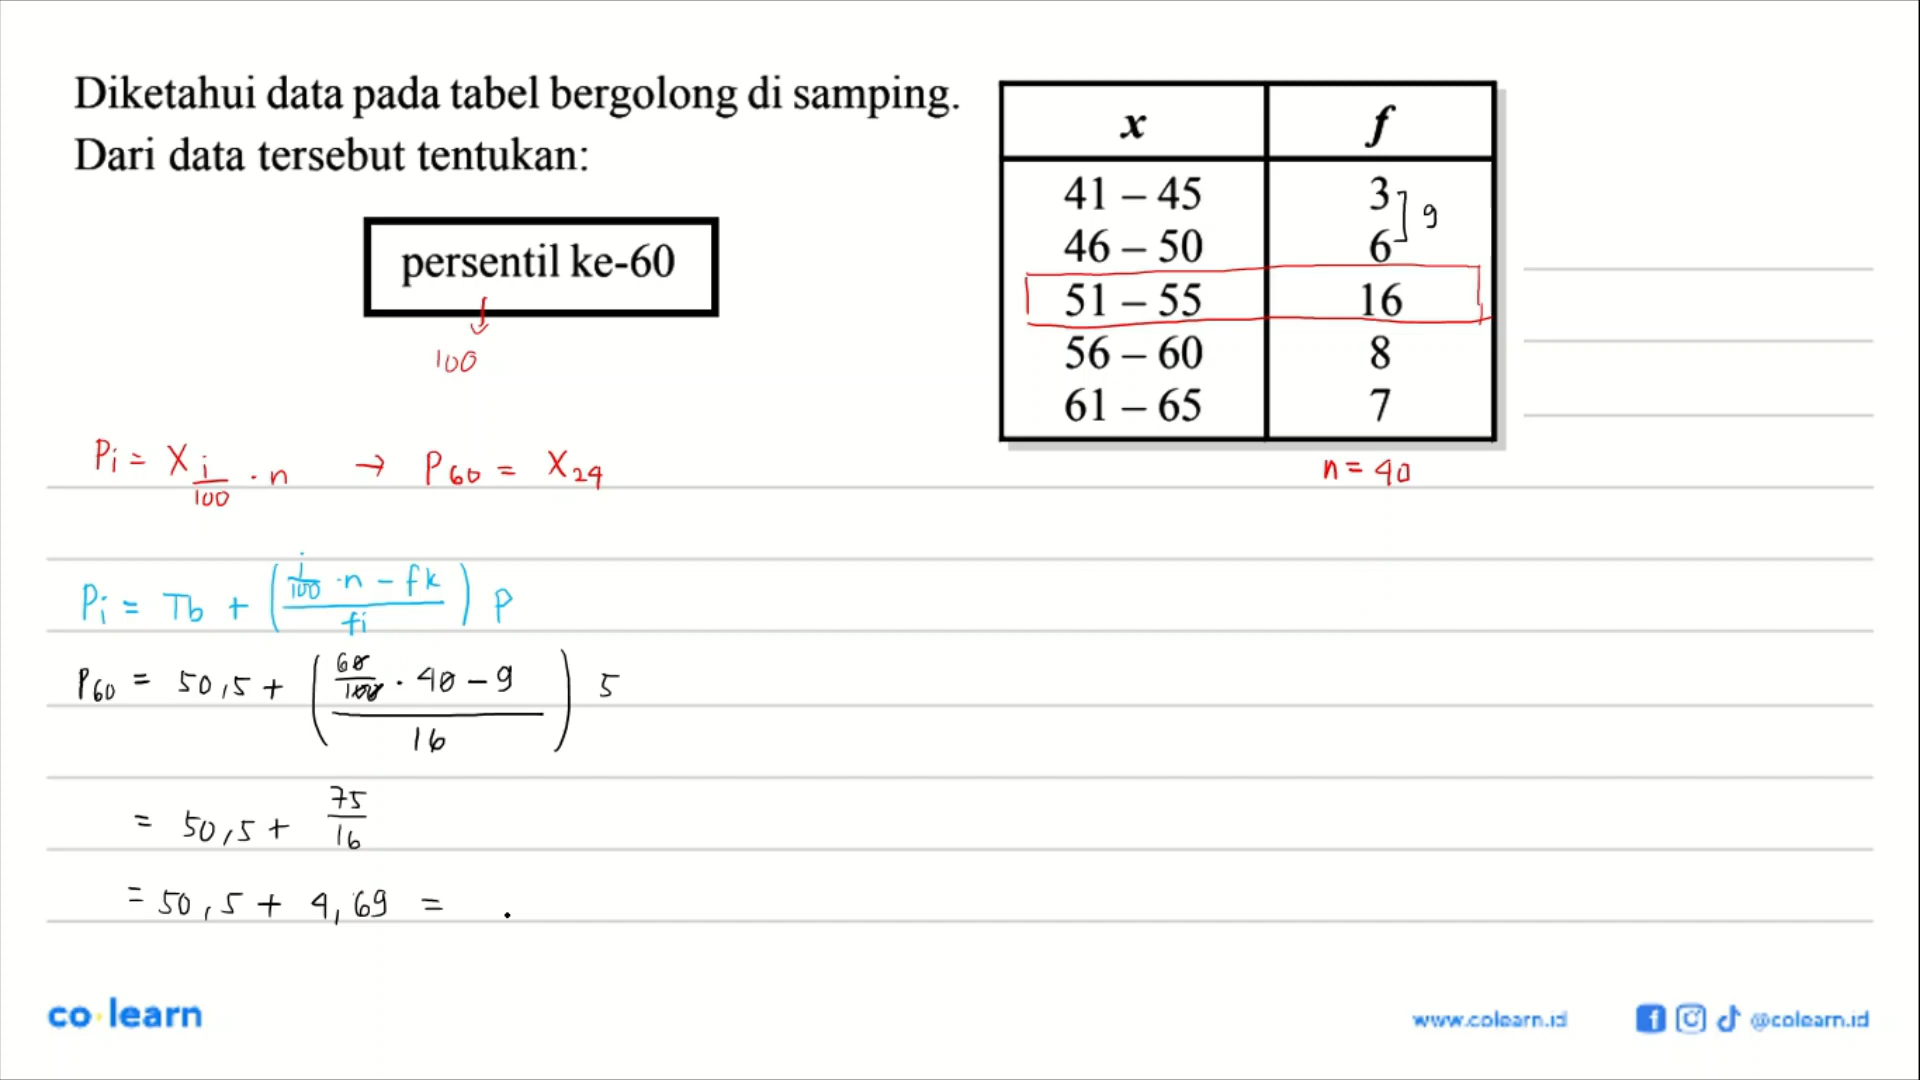 Diketahui data pada tabel bergolong di samping.
Dari data tersebut tentukan:
persentil ke-60
100
x f
41 – 45 3
46 – 50 6
9
51 – 55 16
56 – 60 8
61 – 65 7
n = 40
Pi = X i/100 · n → P60 = X24
Pi = Tb + ( (i/100 · n − fk) / fi ) P
P60 = 50,5 + ( (60/100 · 40 − 9) / 16 ) 5
= 50,5 + 75/16
= 50,5 + 4,69 =
co learn
www.colearn.id
@colearn.id